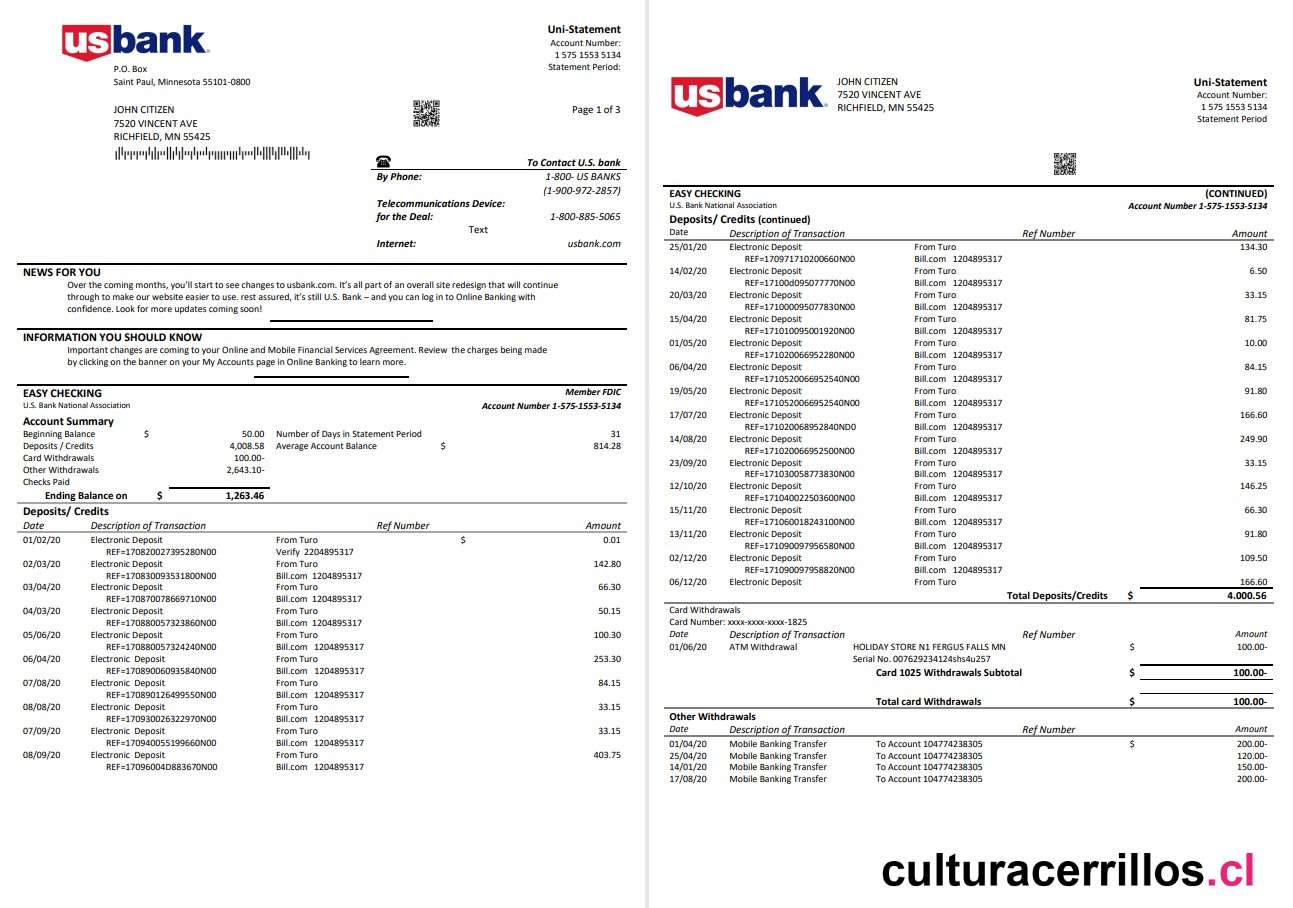 usbank.
P.O. Box
Saint Paul, Minnesota 55101-0800
Uni-Statement
Account Number:
1 575 1553 5134
Statement Period:
JOHN CITIZEN
7520 VINCENT AVE
RICHFIELD, MN 55425
Page 1 of 3
To Contact U.S. bank
By Phone: 1-800- US BANKS
(1-900-972-2857)
Telecommunications Device:
for the Deal: 1-800-885-5065
Text
Internet: usbank.com
NEWS FOR YOU
Over the coming months, you'll start to see changes to usbank.com. It's all part of an overall site redesign that will continue
through to make our website easier to use. rest assured, it's still U.S. Bank – and you can log in to Online Banking with
confidence. Look for more updates coming soon!
INFORMATION YOU SHOULD KNOW
Important changes are coming to your Online and Mobile Financial Services Agreement. Review the charges being made
by clicking on the banner on your My Accounts page in Online Banking to learn more.
EASY CHECKING Member FDIC
U.S. Bank National Association Account Number 1-575-1553-5134
Account Summary
Beginning Balance $ 50.00 Number of Days in Statement Period 31
Deposits / Credits 4,008.58 Average Account Balance $ 814.28
Card Withdrawals 100.00-
Other Withdrawals 2,643.10-
Checks Paid
Ending Balance on $ 1,263.46
Deposits/ Credits
Date Description of Transaction Ref Number Amount
01/02/20 Electronic Deposit From Turo $ 0.01
REF=170820027395280N00 Verify 2204895317
02/03/20 Electronic Deposit From Turo 142.80
REF=170830093531800N00 Bill.com 1204895317
03/04/20 Electronic Deposit From Turo 66.30
REF=170870078669710N00 Bill.com 1204895317
04/03/20 Electronic Deposit From Turo 50.15
REF=170880057323860N00 Bill.com 1204895317
05/06/20 Electronic Deposit From Turo 100.30
REF=170880057324240N00 Bill.com 1204895317
06/04/20 Electronic Deposit From Turo 253.30
REF=170890060935840N00 Bill.com 1204895317
07/08/20 Electronic Deposit From Turo 84.15
REF=170890126499550N00 Bill.com 1204895317
08/08/20 Electronic Deposit From Turo 33.15
REF=170930026322970N00 Bill.com 1204895317
07/09/20 Electronic Deposit From Turo 33.15
REF=170940055199660N00 Bill.com 1204895317
08/09/20 Electronic Deposit From Turo 403.75
REF=17096004D883670N00 Bill.com 1204895317
usbank.
JOHN CITIZEN
7520 VINCENT AVE
RICHFIELD, MN 55425
Uni-Statement
Account Number:
1 575 1553 5134
Statement Period
EASY CHECKING (CONTINUED)
U.S. Bank National Association Account Number 1-575-1553-5134
Deposits/ Credits (continued)
Date Description of Transaction Ref Number Amount
25/01/20 Electronic Deposit From Turo 134.30
REF=170971710200660N00 Bill.com 1204895317
14/02/20 Electronic Deposit From Turo 6.50
REF=17100d095077770N00 Bill.com 1204895317
20/03/20 Electronic Deposit From Turo 33.15
REF=171000095077830N00 Bill.com 1204895317
15/04/20 Electronic Deposit From Turo 81.75
REF=171010095001920N00 Bill.com 1204895317
01/05/20 Electronic Deposit From Turo 10.00
REF=171020066952280N00 Bill.com 1204895317
06/04/20 Electronic Deposit From Turo 84.15
REF=1710520066952540N00 Bill.com 1204895317
19/05/20 Electronic Deposit From Turo 91.80
REF=1710520066952540N00 Bill.com 1204895317
17/07/20 Electronic Deposit From Turo 166.60
REF=171020068952840ND0 Bill.com 1204895317
14/08/20 Electronic Deposit From Turo 249.90
REF=171020066952500N00 Bill.com 1204895317
23/09/20 Electronic Deposit From Turo 33.15
REF=171030058773830N00 Bill.com 1204895317
12/10/20 Electronic Deposit From Turo 146.25
REF=171040022503600N00 Bill.com 1204895317
15/11/20 Electronic Deposit From Turo 66.30
REF=171060018243100N00 Bill.com 1204895317
13/11/20 Electronic Deposit From Turo 91.80
REF=171090097956580N00 Bill.com 1204895317
02/12/20 Electronic Deposit From Turo 109.50
REF=171090097958820N00 Bill.com 1204895317
06/12/20 Electronic Deposit From Turo 166.60
Total Deposits/Credits $ 4.000.56
Card Withdrawals
Card Number: xxxx-xxxx-xxxx-1825
Date Description of Transaction Ref Number Amount
01/06/20 ATM Withdrawal HOLIDAY STORE N1 FERGUS FALLS MN $ 100.00-
Serial No. 007629234124shs4u257
Card 1025 Withdrawals Subtotal $ 100.00-
Total card Withdrawals $ 100.00-
Other Withdrawals
Date Description of Transaction Ref Number Amount
01/04/20 Mobile Banking Transfer To Account 104774238305 $ 200.00-
25/04/20 Mobile Banking Transfer To Account 104774238305 120.00-
14/01/20 Mobile Banking Transfer To Account 104774238305 150.00-
17/08/20 Mobile Banking Transfer To Account 104774238305 200.00-
culturacerrillos.cl